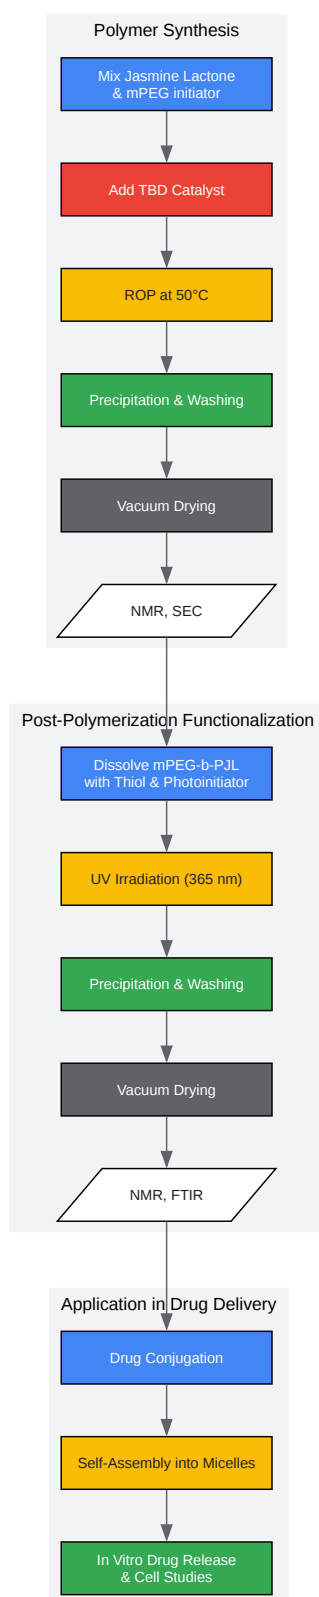 Polymer Synthesis
Mix Jasmine Lactone
& mPEG initiator
Add TBD Catalyst
ROP at 50°C
Precipitation & Washing
Vacuum Drying
NMR, SEC
Post-Polymerization Functionalization
Dissolve mPEG-b-PJL
with Thiol & Photoinitiator
UV Irradiation (365 nm)
Precipitation & Washing
Vacuum Drying
NMR, FTIR
Application in Drug Delivery
Drug Conjugation
Self-Assembly into Micelles
In Vitro Drug Release
& Cell Studies